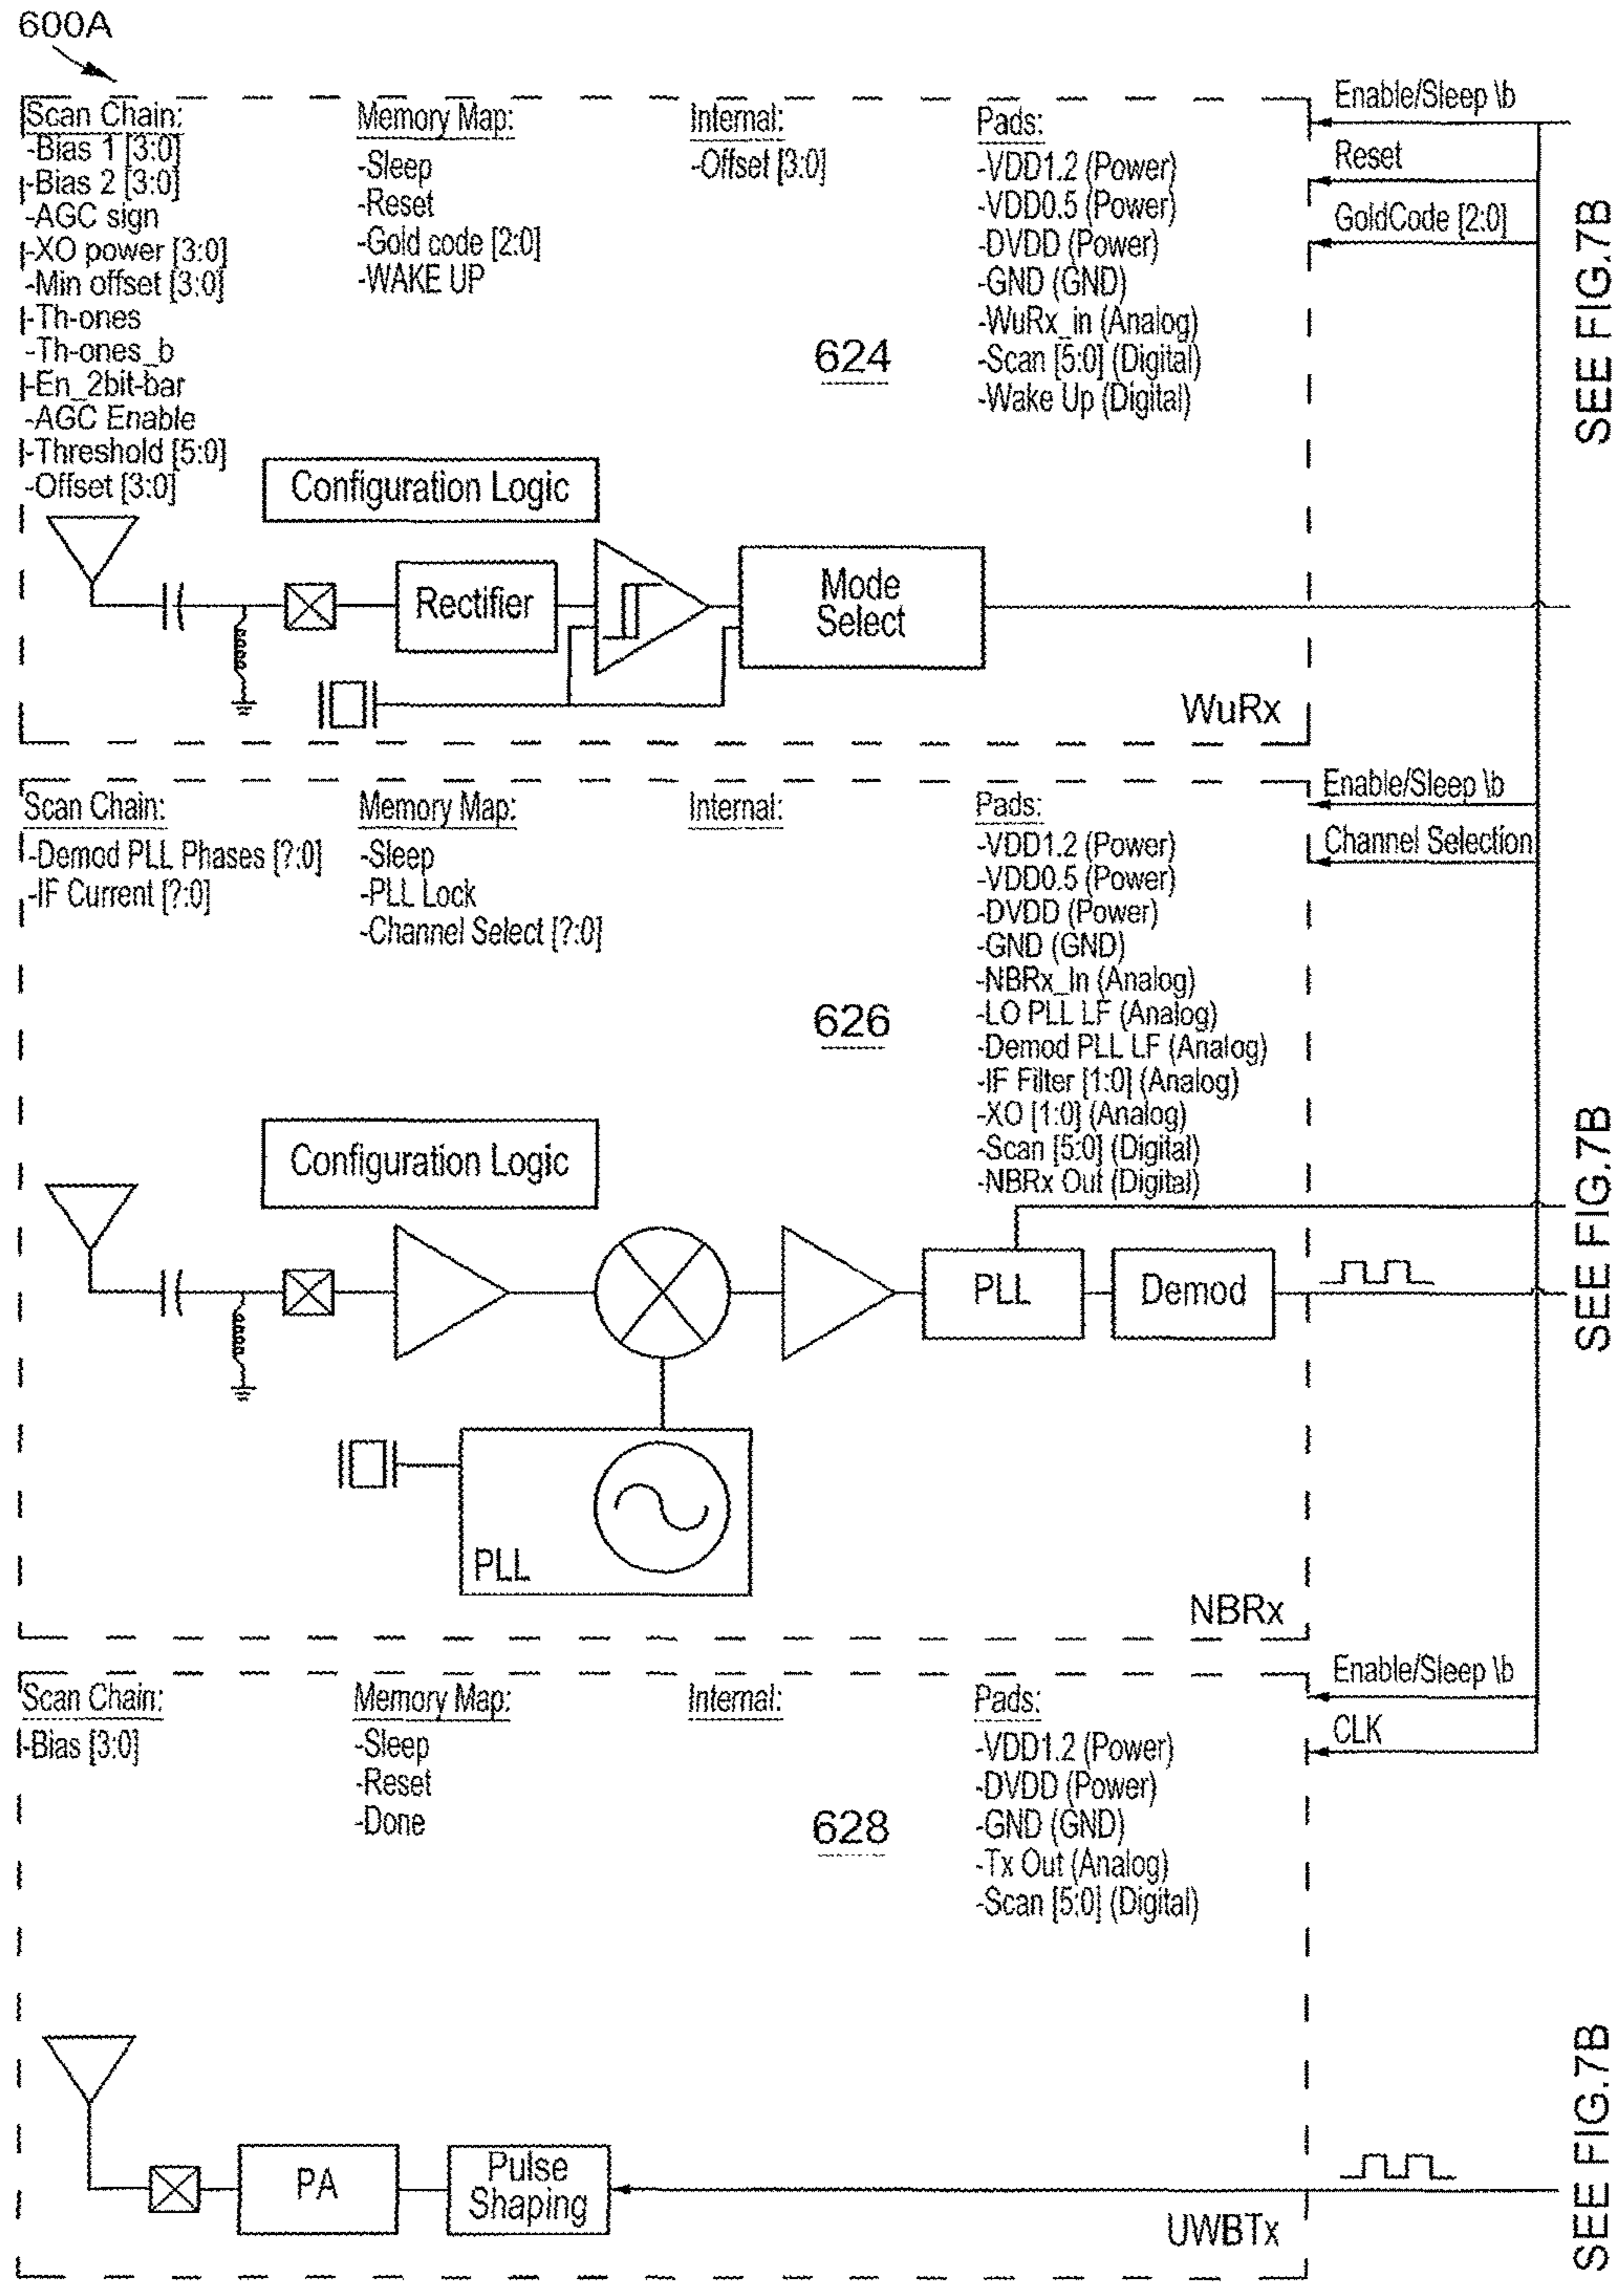 600A
Scan Chain:
-Bias 1 [3:0]
-Bias 2 [3:0]
-AGC sign
-XO power [3:0]
-Min offset [3:0]
-Th-ones
-Th-ones_b
-En_2bit-bar
-AGC Enable
-Threshold [5:0]
-Offset [3:0]
Memory Map:
-Sleep
-Reset
-Gold code [2:0]
-WAKE UP
Internal:
-Offset [3:0]
Pads:
-VDD1.2 (Power)
-VDD0.5 (Power)
-DVDD (Power)
-GND (GND)
-WuRx_in (Analog)
-Scan [5:0] (Digital)
-Wake Up (Digital)
Enable/Sleep \b
Reset
GoldCode [2:0]
SEE FIG.7B
624
Configuration Logic
Rectifier
Mode
Select
WuRx
Scan Chain:
-Demod PLL Phases [?:0]
-IF Current [?:0]
Memory Map:
-Sleep
-PLL Lock
-Channel Select [?:0]
Internal:
Pads:
-VDD1.2 (Power)
-VDD0.5 (Power)
-DVDD (Power)
-GND (GND)
-NBRx_In (Analog)
-LO PLL LF (Analog)
-Demod PLL LF (Analog)
-IF Filter [1:0] (Analog)
-XO [1:0] (Analog)
-Scan [5:0] (Digital)
-NBRx Out (Digital)
Enable/Sleep \b
Channel Selection
626
Configuration Logic
PLL
Demod
SEE FIG.7B
PLL
NBRx
Scan Chain:
-Bias [3:0]
Memory Map:
-Sleep
-Reset
-Done
Internal:
Pads:
-VDD1.2 (Power)
-DVDD (Power)
-GND (GND)
-Tx Out (Analog)
-Scan [5:0] (Digital)
Enable/Sleep \b
CLK
628
PA
Pulse
Shaping
UWBTx
SEE FIG.7B